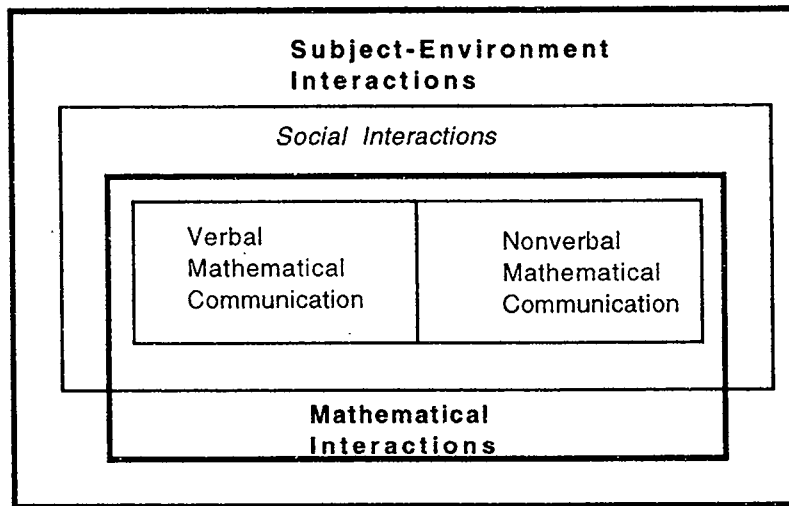 Subject-Environment
Interactions
Social Interactions
Verbal
Mathematical
Communication
Nonverbal
Mathematical
Communication
Mathematical
Interactions